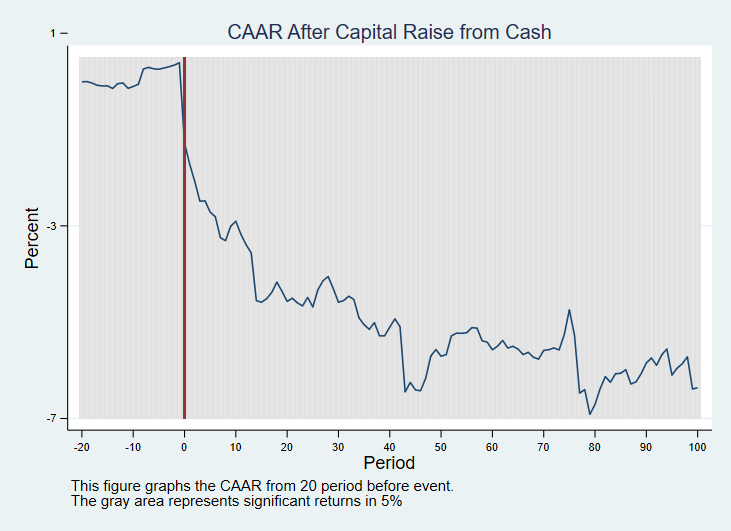 CAAR After Capital Raise from Cash
1
-3
-7
Percent
-20 -10 0 10 20 30 40 50 60 70 80 90 100
Period
This figure graphs the CAAR from 20 period before event.
The gray area represents significant returns in 5%